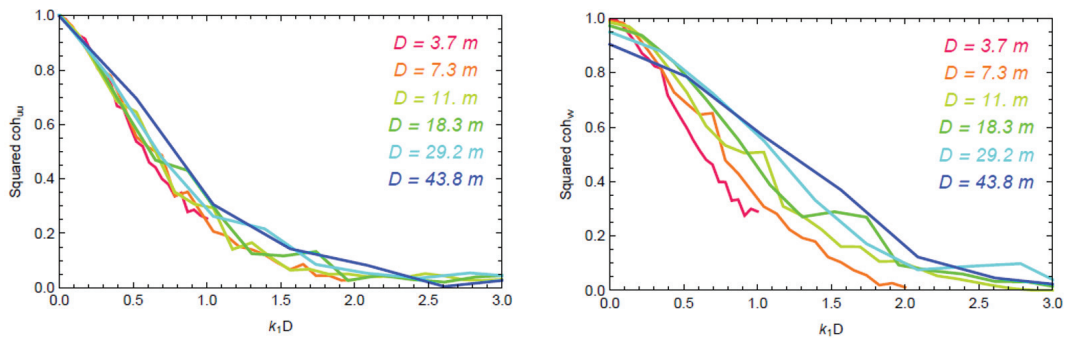 1.0
0.8
0.6
0.4
0.2
0.0
Squared coh_uu
D = 3.7 m
D = 7.3 m
D = 11. m
D = 18.3 m
D = 29.2 m
D = 43.8 m
0.0 0.5 1.0 1.5 2.0 2.5 3.0
k₁D
1.0
0.8
0.6
0.4
0.2
0.0
Squared coh_w
D = 3.7 m
D = 7.3 m
D = 11. m
D = 18.3 m
D = 29.2 m
D = 43.8 m
0.0 0.5 1.0 1.5 2.0 2.5 3.0
k₁D